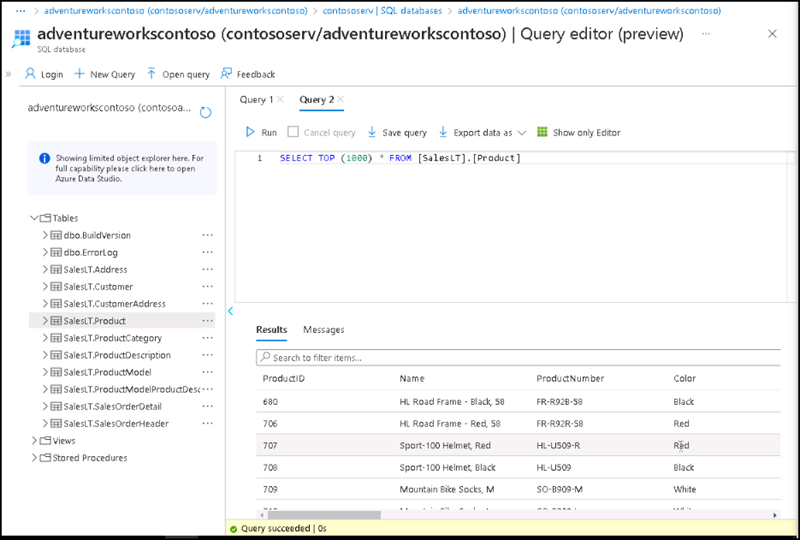 ··· > adventureworkscontoso (contososerv/adventureworkscontoso) > contososerv | SQL databases > adventureworkscontoso (contososerv/adventureworkscontoso)
adventureworkscontoso (contososerv/adventureworkscontoso) | Query editor (preview) ···
SQL database
» Login New Query Open query Feedback
adventureworkscontoso (contosoa...
Showing limited object explorer here. For
full capability please click here to open
Azure Data Studio.
Tables
dbo.BuildVersion ···
dbo.ErrorLog ···
SalesLT.Address ···
SalesLT.Customer ···
SalesLT.CustomerAddress ···
SalesLT.Product ···
SalesLT.ProductCategory ···
SalesLT.ProductDescription ···
SalesLT.ProductModel ···
SalesLT.ProductModelProductDesc ···
SalesLT.SalesOrderDetail ···
SalesLT.SalesOrderHeader ···
Views
Stored Procedures
Query 1 Query 2
Run Cancel query Save query Export data as Show only Editor
1 SELECT TOP (1000) * FROM [SalesLT].[Product]
Results Messages
Search to filter items...
ProductID Name ProductNumber Color
680 HL Road Frame - Black, 58 FR-R92B-58 Black
706 HL Road Frame - Red, 58 FR-R92R-58 Red
707 Sport-100 Helmet, Red HL-U509-R Red
708 Sport-100 Helmet, Black HL-U509 Black
709 Mountain Bike Socks, M SO-B909-M White
Query succeeded | 0s